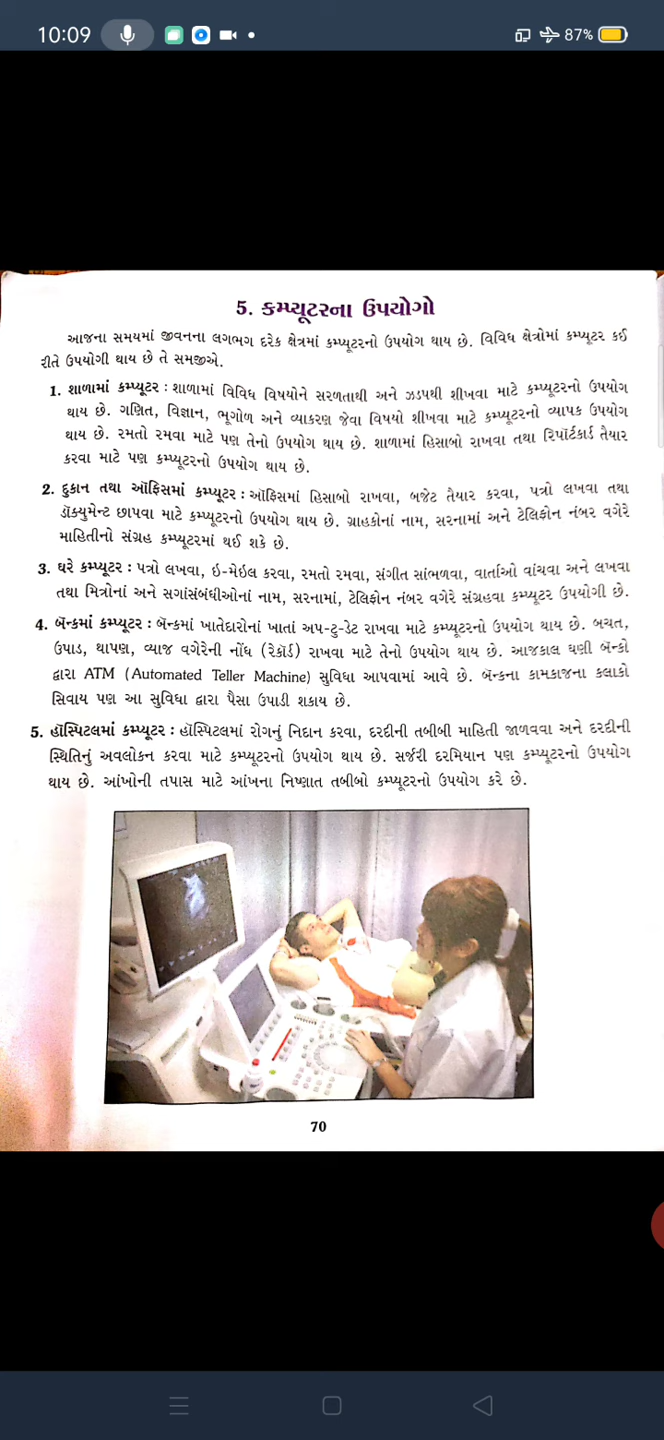 10:09
87%
5. કમ્પ્યૂટરના ઉપયોગો
આજના સમયમાં જીવનના લગભગ દરેક ક્ષેત્રમાં કમ્પ્યૂટરનો ઉપયોગ થાય છે. વિવિધ ક્ષેત્રોમાં કમ્પ્યૂટર કઈ
રીતે ઉપયોગી થાય છે તે સમજીએ.
1. શાળામાં કમ્પ્યૂટર : શાળામાં વિવિધ વિષયોને સરળતાથી અને ઝડપથી શીખવા માટે કમ્પ્યૂટરનો ઉપયોગ
થાય છે. ગણિત, વિજ્ઞાન, ભૂગોળ અને વ્યાકરણ જેવા વિષયો શીખવા માટે કમ્પ્યૂટરનો વ્યાપક ઉપયોગ
થાય છે. રમતો રમવા માટે પણ તેનો ઉપયોગ થાય છે. શાળામાં હિસાબો રાખવા તથા રિપૉર્ટકાર્ડ તૈયાર
કરવા માટે પણ કમ્પ્યૂટરનો ઉપયોગ થાય છે.
2. દુકાન તથા ઑફિસમાં કમ્પ્યૂટર : ઑફિસમાં હિસાબો રાખવા, બજેટ તૈયાર કરવા, પત્રો લખવા તથા
ડૉક્યુમેન્ટ છાપવા માટે કમ્પ્યૂટરનો ઉપયોગ થાય છે. ગ્રાહકોનાં નામ, સરનામાં અને ટેલિફોન નંબર વગેરે
માહિતીનો સંગ્રહ કમ્પ્યૂટરમાં થઈ શકે છે.
3. ઘરે કમ્પ્યૂટર : પત્રો લખવા, ઇ-મેઇલ કરવા, રમતો રમવા, સંગીત સાંભળવા, વાર્તાઓ વાંચવા અને લખવા
તથા મિત્રોનાં અને સગાંસંબંધીઓનાં નામ, સરનામાં, ટેલિફોન નંબર વગેરે સંગ્રહવા કમ્પ્યૂટર ઉપયોગી છે.
4. બૅન્કમાં કમ્પ્યૂટર : બૅન્કમાં ખાતેદારોનાં ખાતાં અપ-ટુ-ડેટ રાખવા માટે કમ્પ્યૂટરનો ઉપયોગ થાય છે. બચત,
ઉપાડ, થાપણ, વ્યાજ વગેરેની નોંધ (રેકૉર્ડ) રાખવા માટે તેનો ઉપયોગ થાય છે. આજકાલ ઘણી બૅન્કો
દ્વારા ATM (Automated Teller Machine) સુવિધા આપવામાં આવે છે. બૅન્કના કામકાજના કલાકો
સિવાય પણ આ સુવિધા દ્વારા પૈસા ઉપાડી શકાય છે.
5. હૉસ્પિટલમાં કમ્પ્યૂટર : હૉસ્પિટલમાં રોગનું નિદાન કરવા, દરદીની તબીબી માહિતી જાળવવા અને દરદીની
સ્થિતિનું અવલોકન કરવા માટે કમ્પ્યૂટરનો ઉપયોગ થાય છે. સર્જરી દરમિયાન પણ કમ્પ્યૂટરનો ઉપયોગ
થાય છે. આંખોની તપાસ માટે આંખના નિષ્ણાત તબીબો કમ્પ્યૂટરનો ઉપયોગ કરે છે.
70